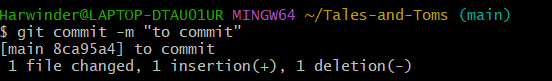 Harwinder@LAPTOP-DTAU01UR MINGW64 ~/Tales-and-Toms (main)
$ git commit -m "to commit"
[main 8ca95a4] to commit
 1 file changed, 1 insertion(+), 1 deletion(-)